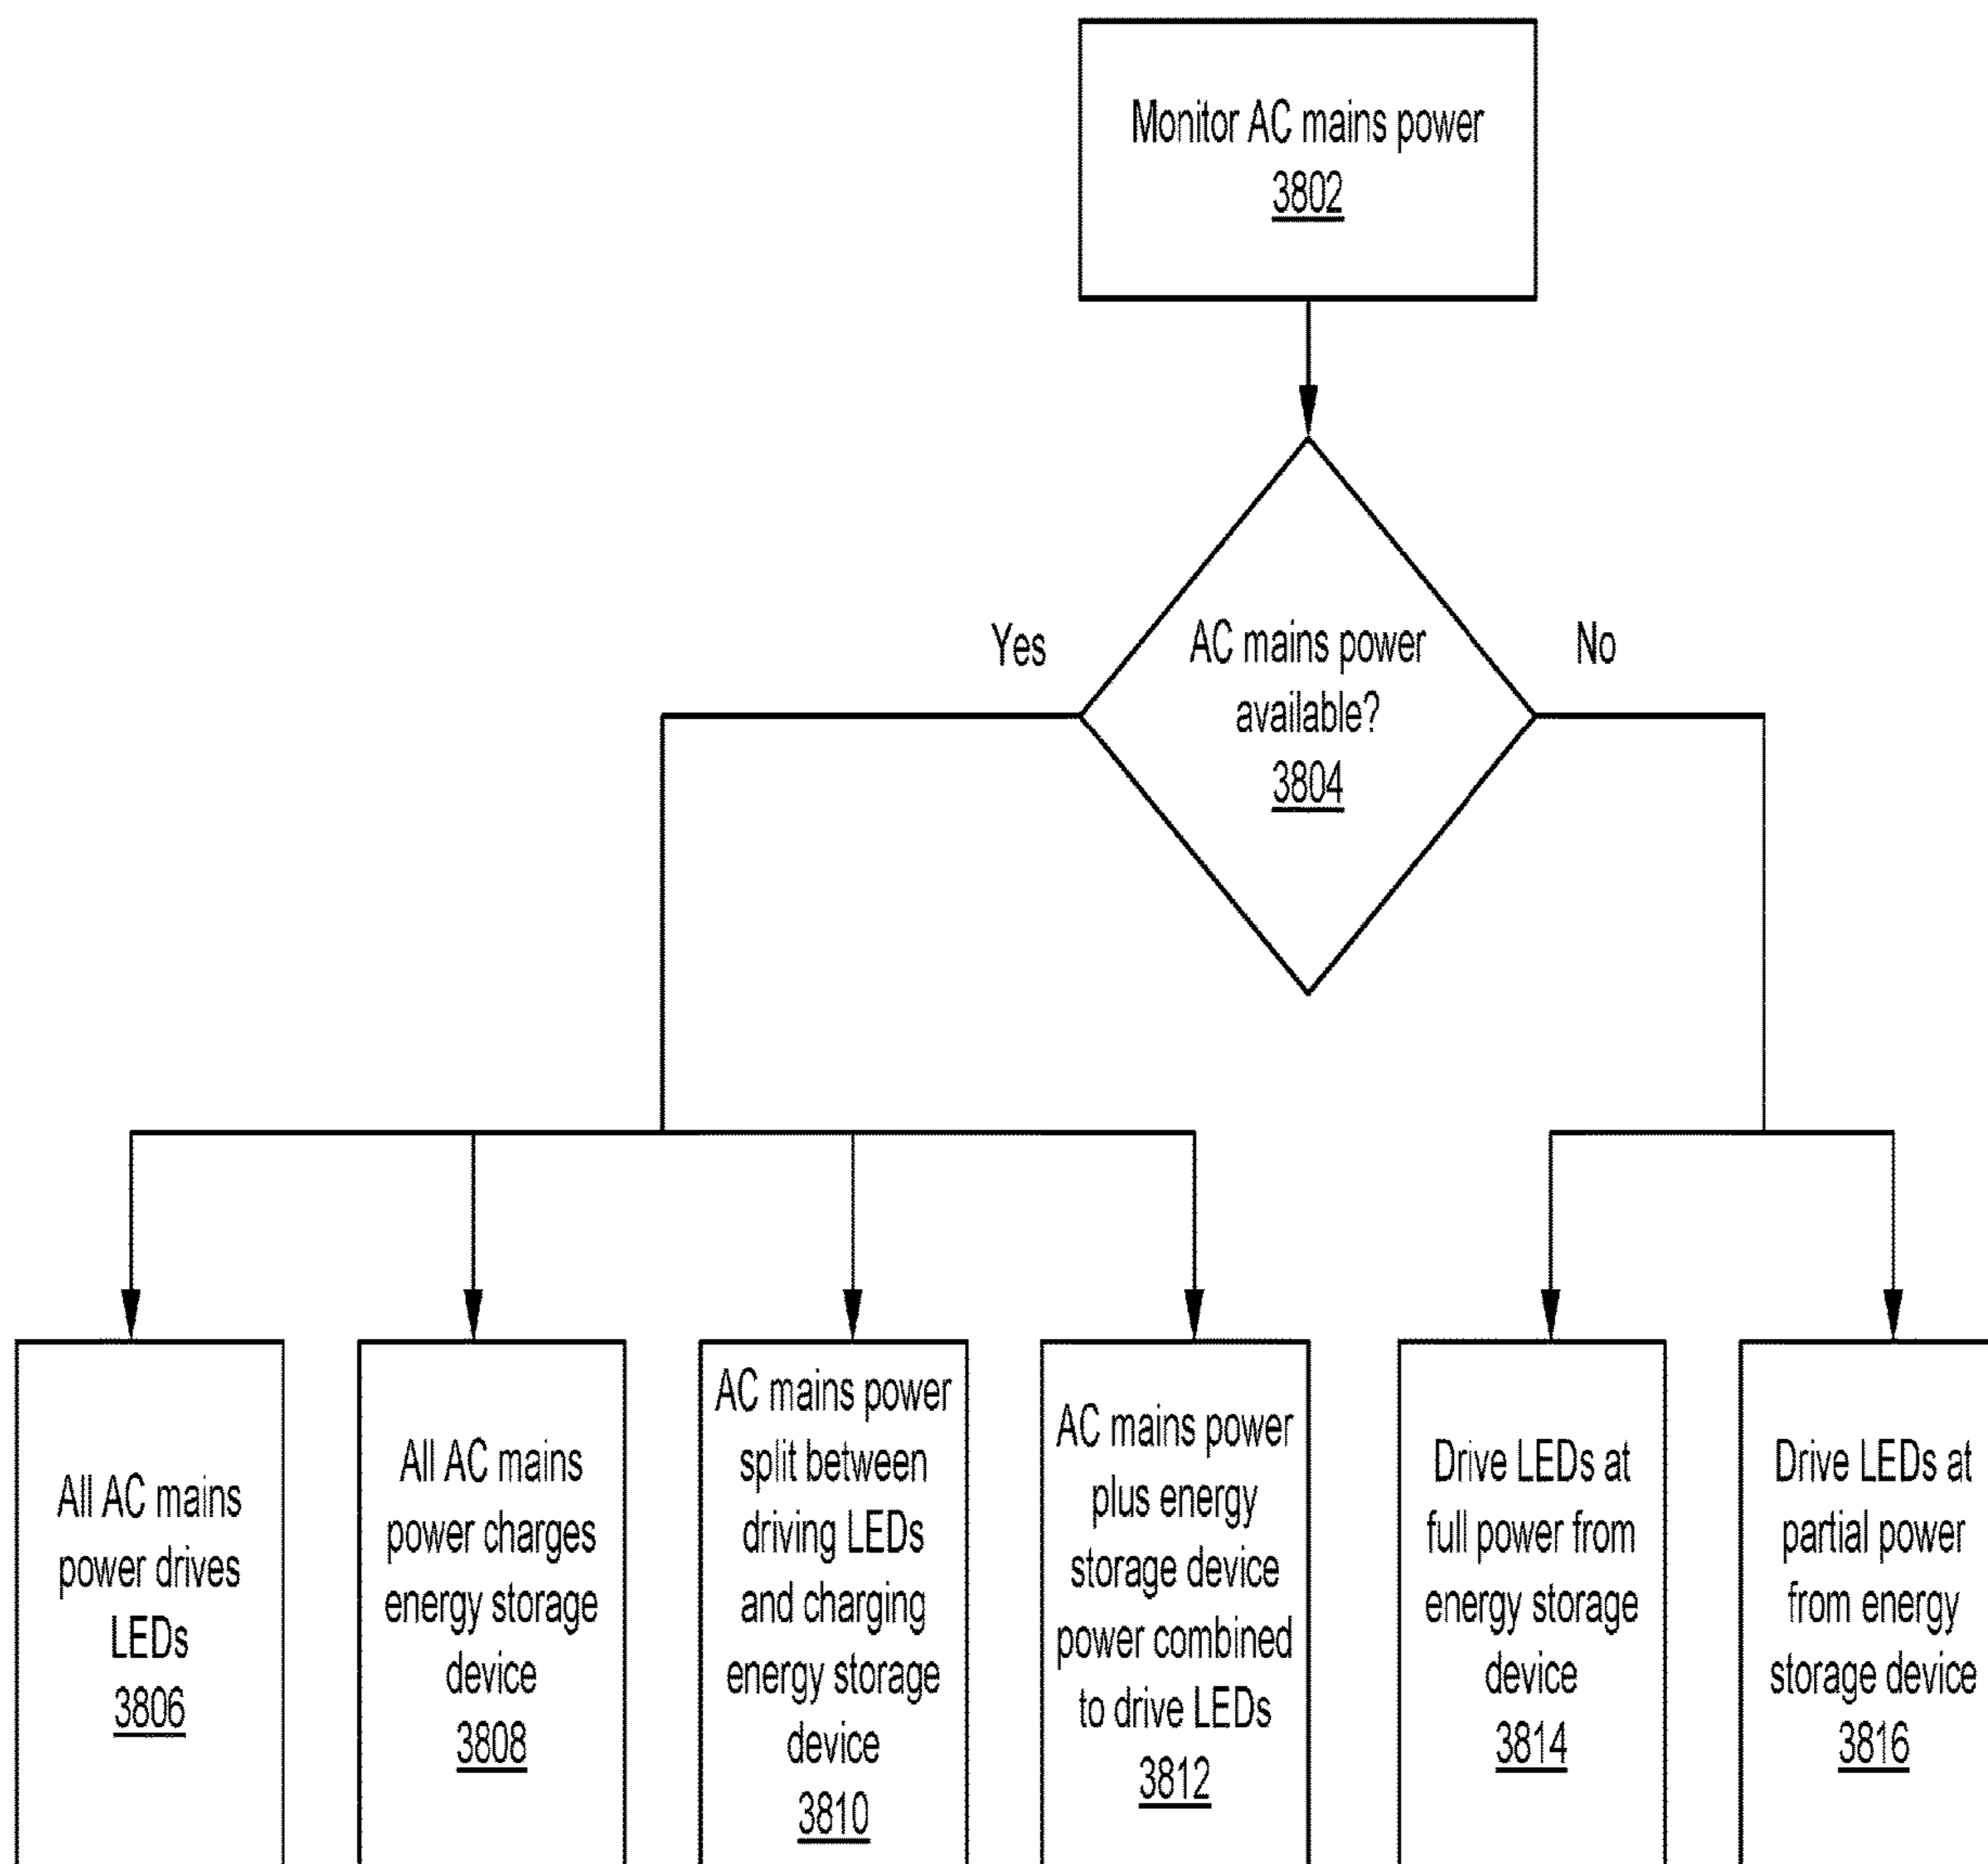 Monitor AC mains power
3802
Yes
AC mains power
available?
3804
No
All AC mains
power drives
LEDs
3806
All AC mains
power charges
energy storage
device
3808
AC mains power
split between
driving LEDs
and charging
energy storage
device
3810
AC mains power
plus energy
storage device
power combined
to drive LEDs
3812
Drive LEDs at
full power from
energy storage
device
3814
Drive LEDs at
partial power
from energy
storage device
3816